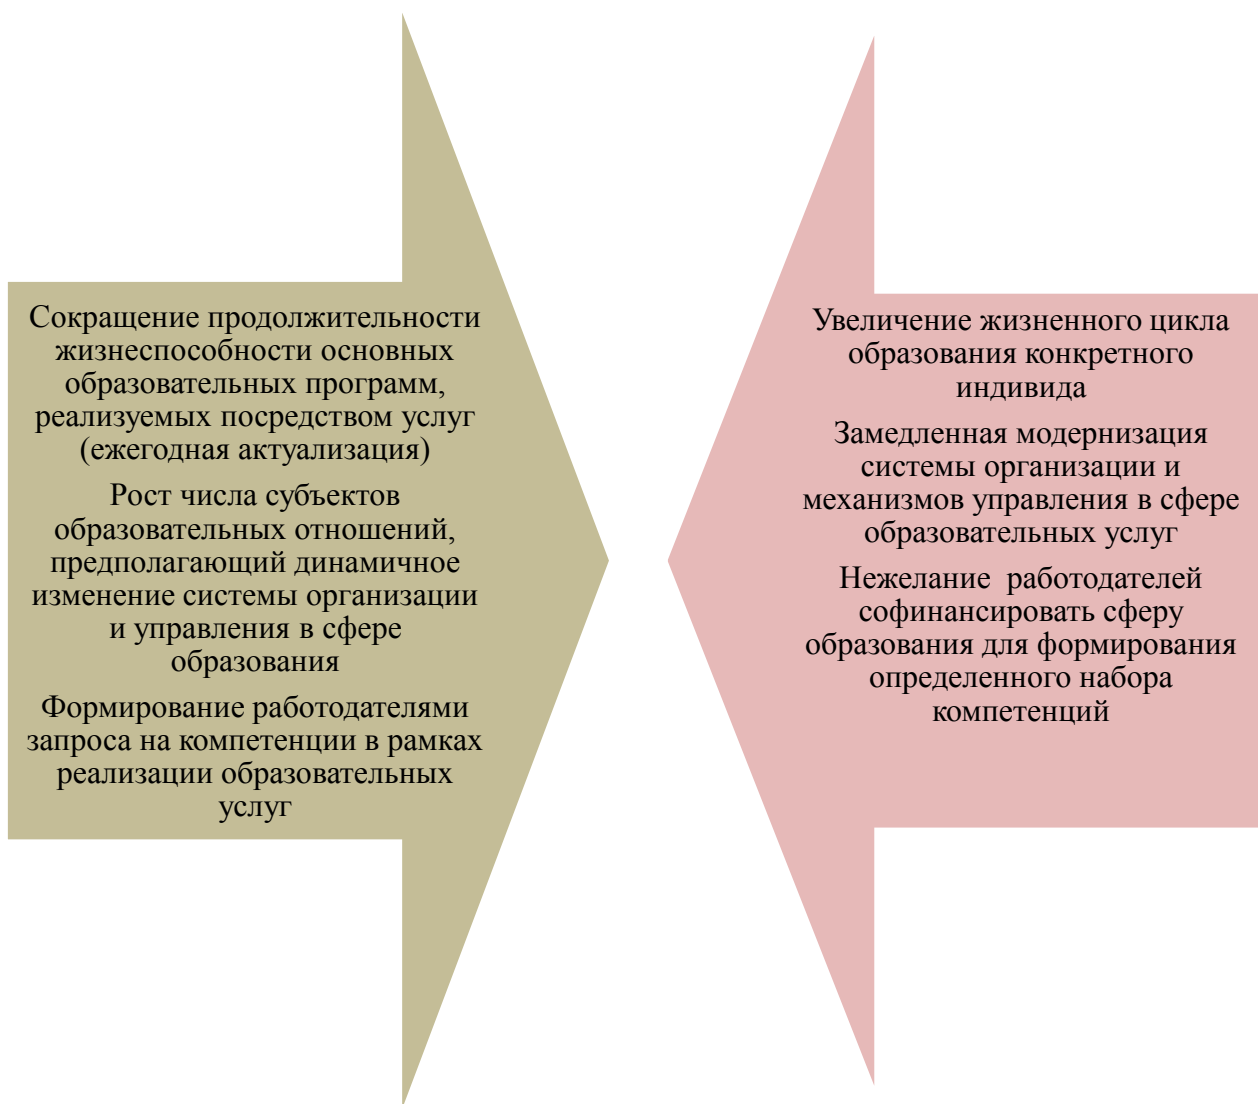 Сокращение продолжительности
жизнеспособности основных
образовательных программ,
реализуемых посредством услуг
(ежегодная актуализация)
Рост числа субъектов
образовательных отношений,
предполагающий динамичное
изменение системы организации
и управления в сфере
образования
Формирование работодателями
запроса на компетенции в рамках
реализации образовательных
услуг
Увеличение жизненного цикла
образования конкретного
индивида
Замедленная модернизация
системы организации и
механизмов управления в сфере
образовательных услуг
Нежелание  работодателей
софинансировать сферу
образования для формирования
определенного набора
компетенций